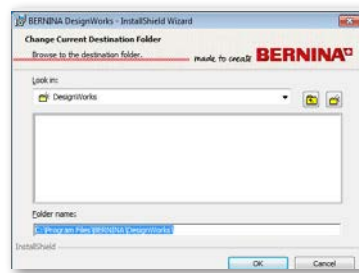 BERNINA DesignWorks - InstallShield Wizard
Change Current Destination Folder
Browse to the destination folder.
made to create BERNINA
Look in:
DesignWorks
Folder name:
C:\Program Files\BERNINA\DesignWorks\
InstallShield
OK Cancel